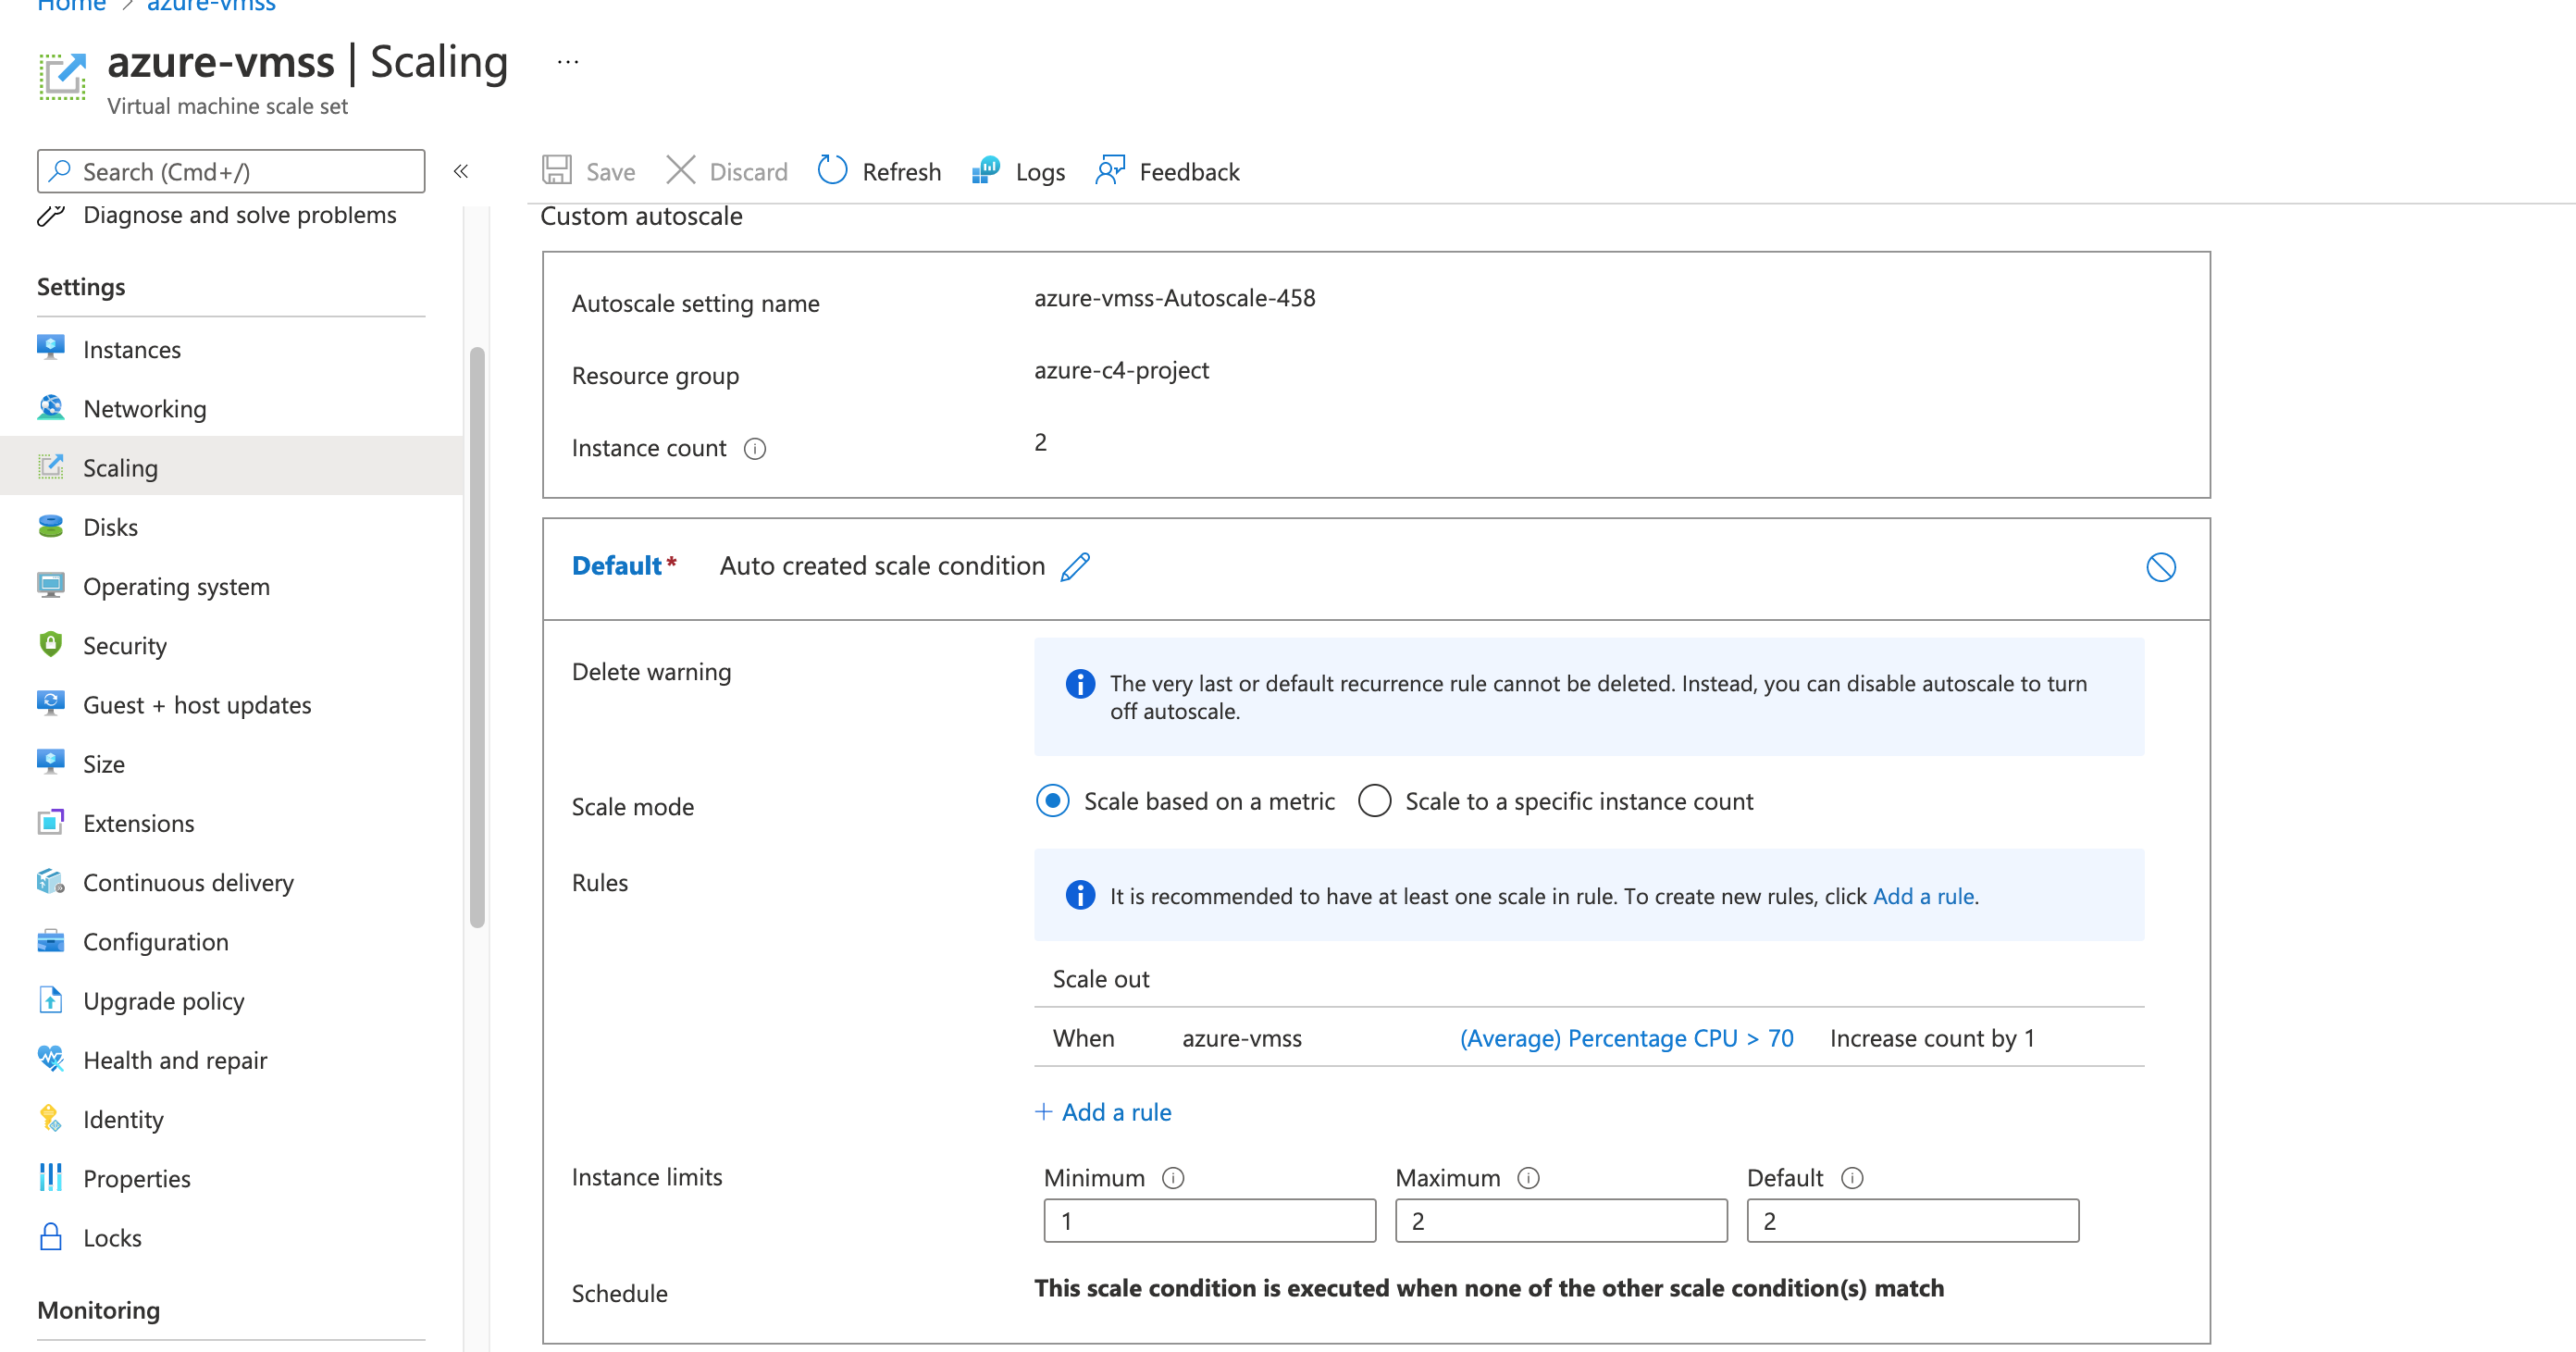 Home > azure-vmss
azure-vmss | Scaling ...
Virtual machine scale set
Search (Cmd+/)
«
Save
Discard
Refresh
Logs
Feedback
Diagnose and solve problems
Settings
Instances
Networking
Scaling
Disks
Operating system
Security
Guest + host updates
Size
Extensions
Continuous delivery
Configuration
Upgrade policy
Health and repair
Identity
Properties
Locks
Monitoring
Custom autoscale
Autoscale setting name azure-vmss-Autoscale-458
Resource group azure-c4-project
Instance count 2
Default* Auto created scale condition
Delete warning
The very last or default recurrence rule cannot be deleted. Instead, you can disable autoscale to turn
off autoscale.
Scale mode Scale based on a metric Scale to a specific instance count
Rules
It is recommended to have at least one scale in rule. To create new rules, click Add a rule.
Scale out
When azure-vmss (Average) Percentage CPU > 70 Increase count by 1
+ Add a rule
Instance limits Minimum Maximum Default
1 2 2
Schedule This scale condition is executed when none of the other scale condition(s) match